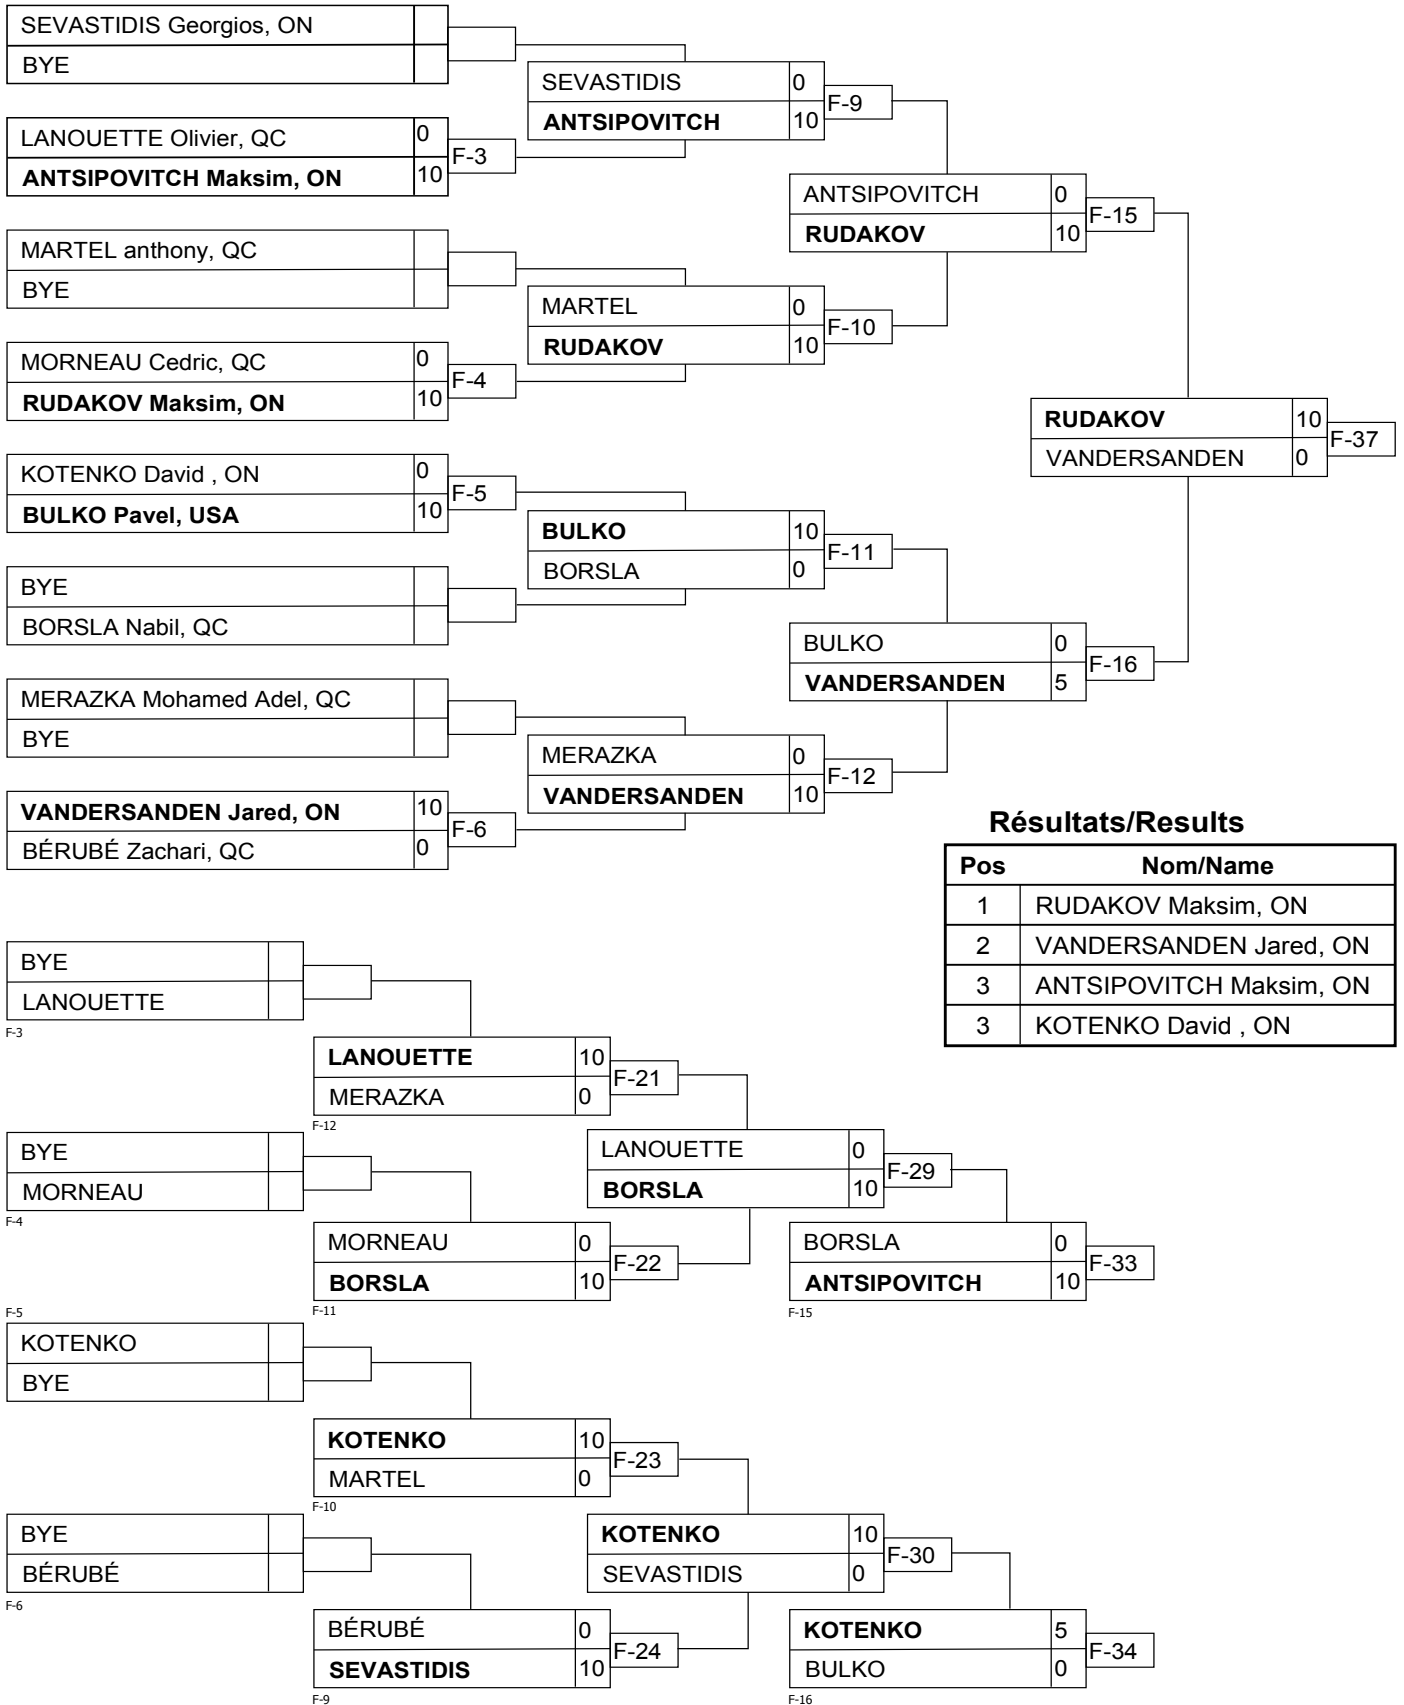 SEVASTIDIS Georgios, ON
BYE
LANOUETTE Olivier, QC 0
ANTSIPOVITCH Maksim, ON 10
F-3
MARTEL anthony, QC
BYE
MORNEAU Cedric, QC 0
RUDAKOV Maksim, ON 10
F-4
KOTENKO David , ON 0
BULKO Pavel, USA 10
F-5
BYE
BORSLA Nabil, QC
MERAZKA Mohamed Adel, QC
BYE
VANDERSANDEN Jared, ON 10
BÉRUBÉ Zachari, QC 0
F-6
SEVASTIDIS 0
ANTSIPOVITCH 10
F-9
MARTEL 0
RUDAKOV 10
F-10
BULKO 10
BORSLA 0
F-11
MERAZKA 0
VANDERSANDEN 10
F-12
ANTSIPOVITCH 0
RUDAKOV 10
F-15
BULKO 0
VANDERSANDEN 5
F-16
RUDAKOV 10
VANDERSANDEN 0
F-37
Résultats/Results
Pos Nom/Name
1 RUDAKOV Maksim, ON
2 VANDERSANDEN Jared, ON
3 ANTSIPOVITCH Maksim, ON
3 KOTENKO David , ON
BYE
LANOUETTE
F-3
BYE
MORNEAU
F-4
F-5
KOTENKO
BYE
BYE
BÉRUBÉ
F-6
LANOUETTE 10
MERAZKA 0
F-21
F-12
MORNEAU 0
BORSLA 10
F-22
F-11
KOTENKO 10
MARTEL 0
F-23
F-10
BÉRUBÉ 0
SEVASTIDIS 10
F-24
F-9
LANOUETTE 0
BORSLA 10
F-29
KOTENKO 10
SEVASTIDIS 0
F-30
BORSLA 0
ANTSIPOVITCH 10
F-33
F-15
KOTENKO 5
BULKO 0
F-34
F-16